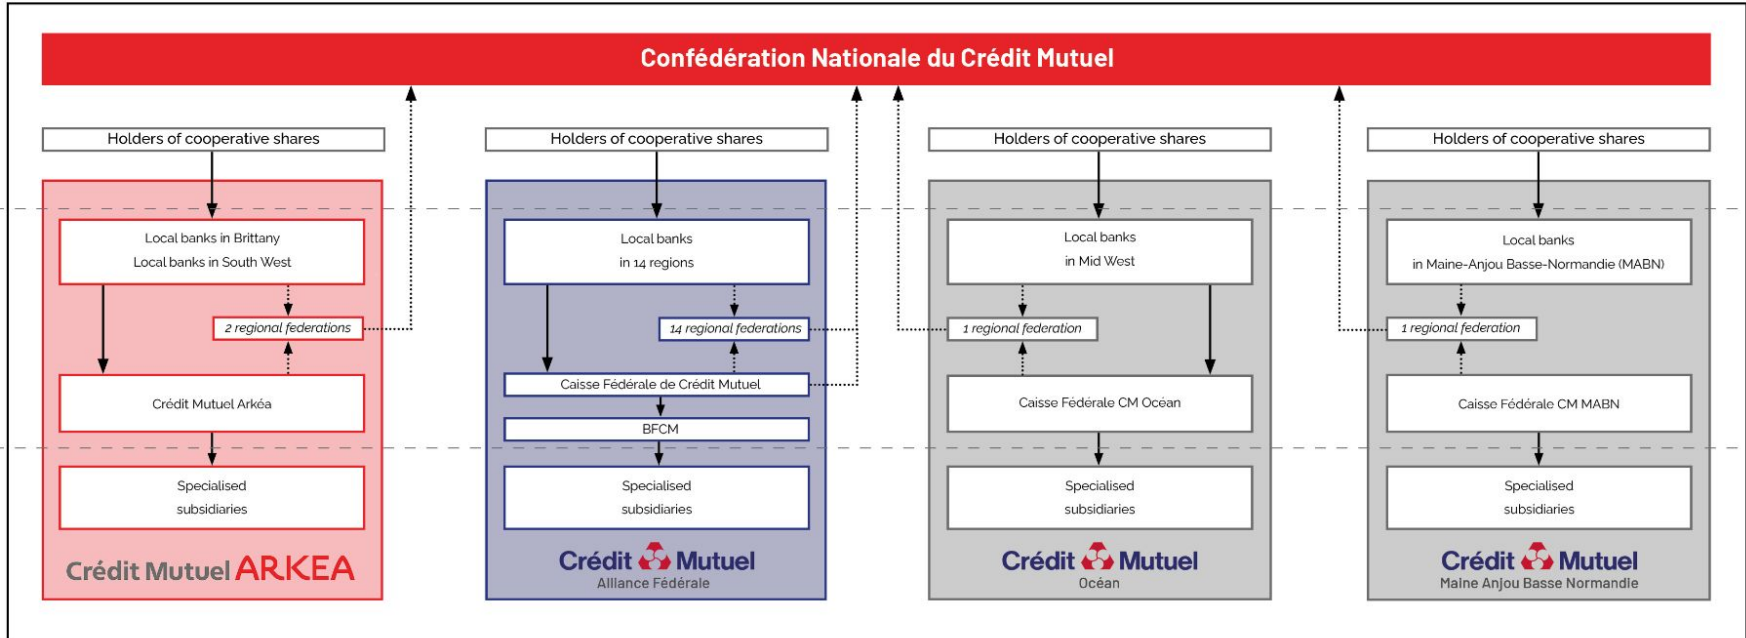 Confédération Nationale du Crédit Mutuel
Holders of cooperative shares
Local banks in Brittany
Local banks in South West
2 regional federations
Crédit Mutuel Arkéa
Specialised
subsidiaries
Crédit Mutuel ARKEA
Holders of cooperative shares
Local banks
in 14 regions
14 regional federations
Caisse Fédérale de Crédit Mutuel
BFCM
Specialised
subsidiaries
Crédit Mutuel
Alliance Fédérale
Holders of cooperative shares
Local banks
in Mid West
1 regional federation
Caisse Fédérale CM Océan
Specialised
subsidiaries
Crédit Mutuel
Océan
Holders of cooperative shares
Local banks
in Maine-Anjou Basse-Normandie (MABN)
1 regional federation
Caisse Fédérale CM MABN
Specialised
subsidiaries
Crédit Mutuel
Maine Anjou Basse Normandie